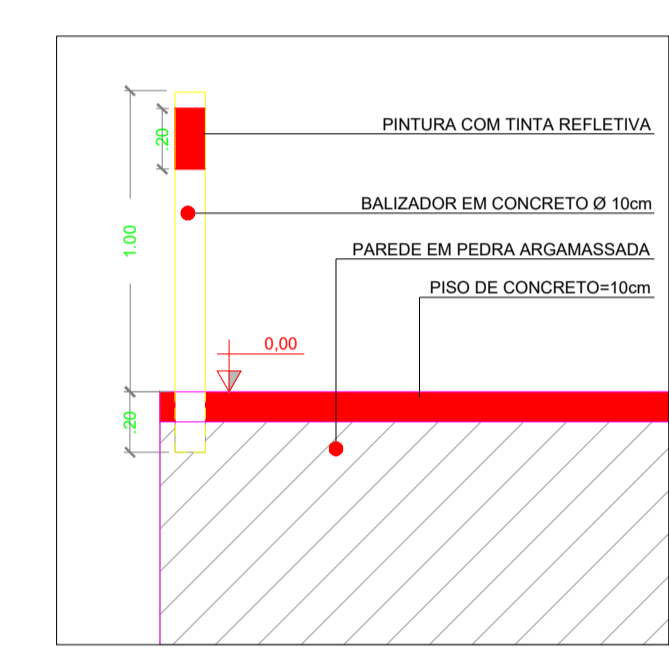 PINTURA COM TINTA REFLETIVA
.20
BALIZADOR EM CONCRETO Ø 10cm
1.00
PAREDE EM PEDRA ARGAMASSADA
PISO DE CONCRETO=10cm
0,00
.20